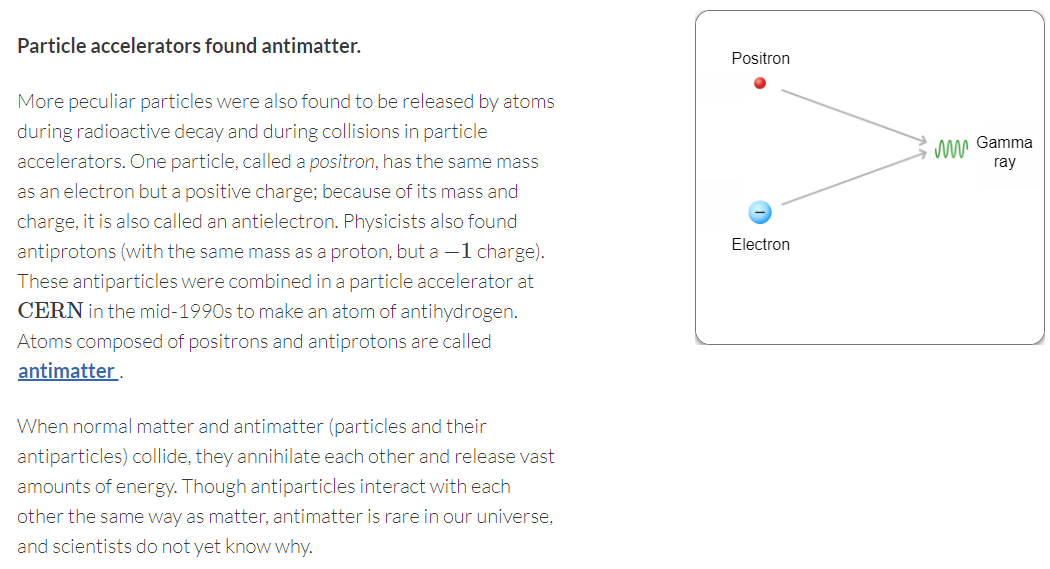 Particle accelerators found antimatter.
More peculiar particles were also found to be released by atoms
during radioactive decay and during collisions in particle
accelerators. One particle, called a positron, has the same mass
as an electron but a positive charge; because of its mass and
charge, it is also called an antielectron. Physicists also found
antiprotons (with the same mass as a proton, but a −1 charge).
These antiparticles were combined in a particle accelerator at
CERN in the mid-1990s to make an atom of antihydrogen.
Atoms composed of positrons and antiprotons are called
antimatter .
When normal matter and antimatter (particles and their
antiparticles) collide, they annihilate each other and release vast
amounts of energy. Though antiparticles interact with each
other the same way as matter, antimatter is rare in our universe,
and scientists do not yet know why.
Positron
Gamma
ray
−
Electron